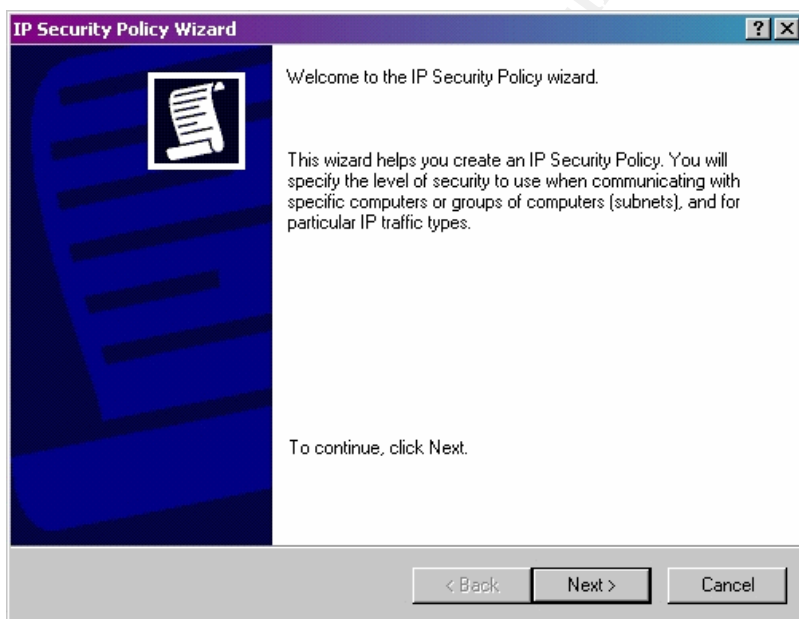 IP Security Policy Wizard
Welcome to the IP Security Policy wizard.
This wizard helps you create an IP Security Policy. You will
specify the level of security to use when communicating with
specific computers or groups of computers (subnets), and for
particular IP traffic types.
To continue, click Next.
< Back
Next >
Cancel